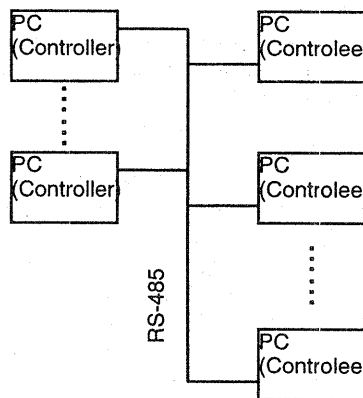 PC
(Controller)
PC
(Controlee
PC
(Controller)
PC
(Controlee
RS-485
PC
(Controlee